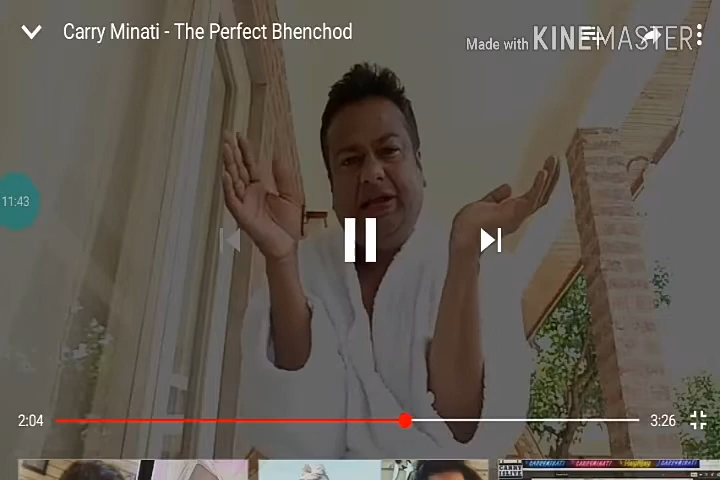 Carry Minati - The Perfect Bhenchod
Made with KINEMASTER
11:43
2:04
3:26